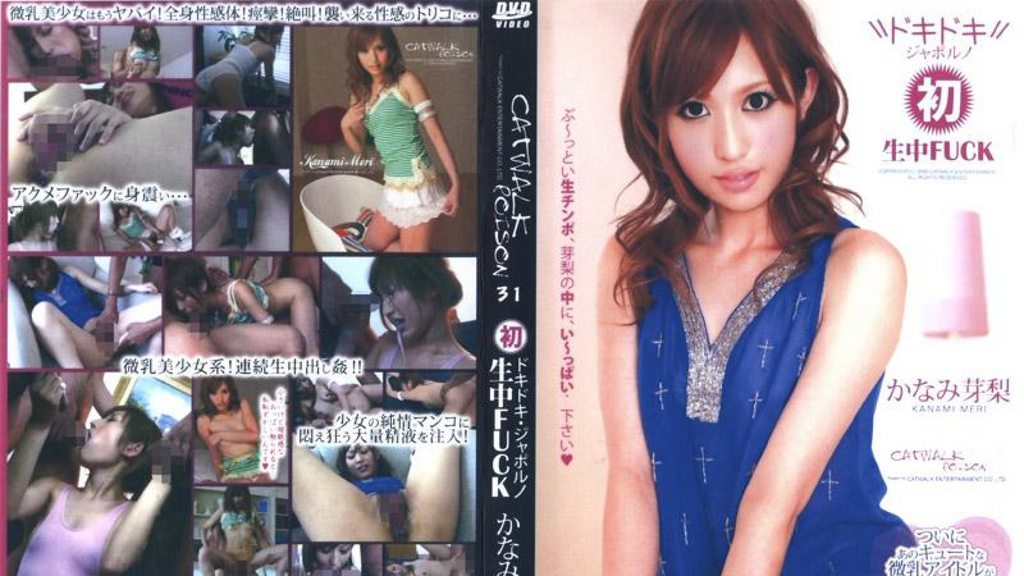 微乳美少女はもうヤバイ!全身性感体!痙攣!絶叫!襲い来る性感のトリコに…
CATWALK
POISON
Kanami Meri
アクメファックに身震い…
微乳美少女系!連続生中出し姦!!
少女の純情マンコに
悶え狂う大量精液を注入!!
DVD
VIDEO
CATWALK POISON 31
初
ドキドキ・ジャポルノ
生中FUCK
かなみ
ドキドキ
ジャポルノ
初
生中FUCK
ぶ~っとい生チンポ、芽梨の中に、い~っぱい・下さい♥
かなみ芽梨
KANAMI MERI
CATWALK
POISON
CATWALK ENTERTAINMENT CO.,LTD
ついに
あのキュートな
微乳アイドルが